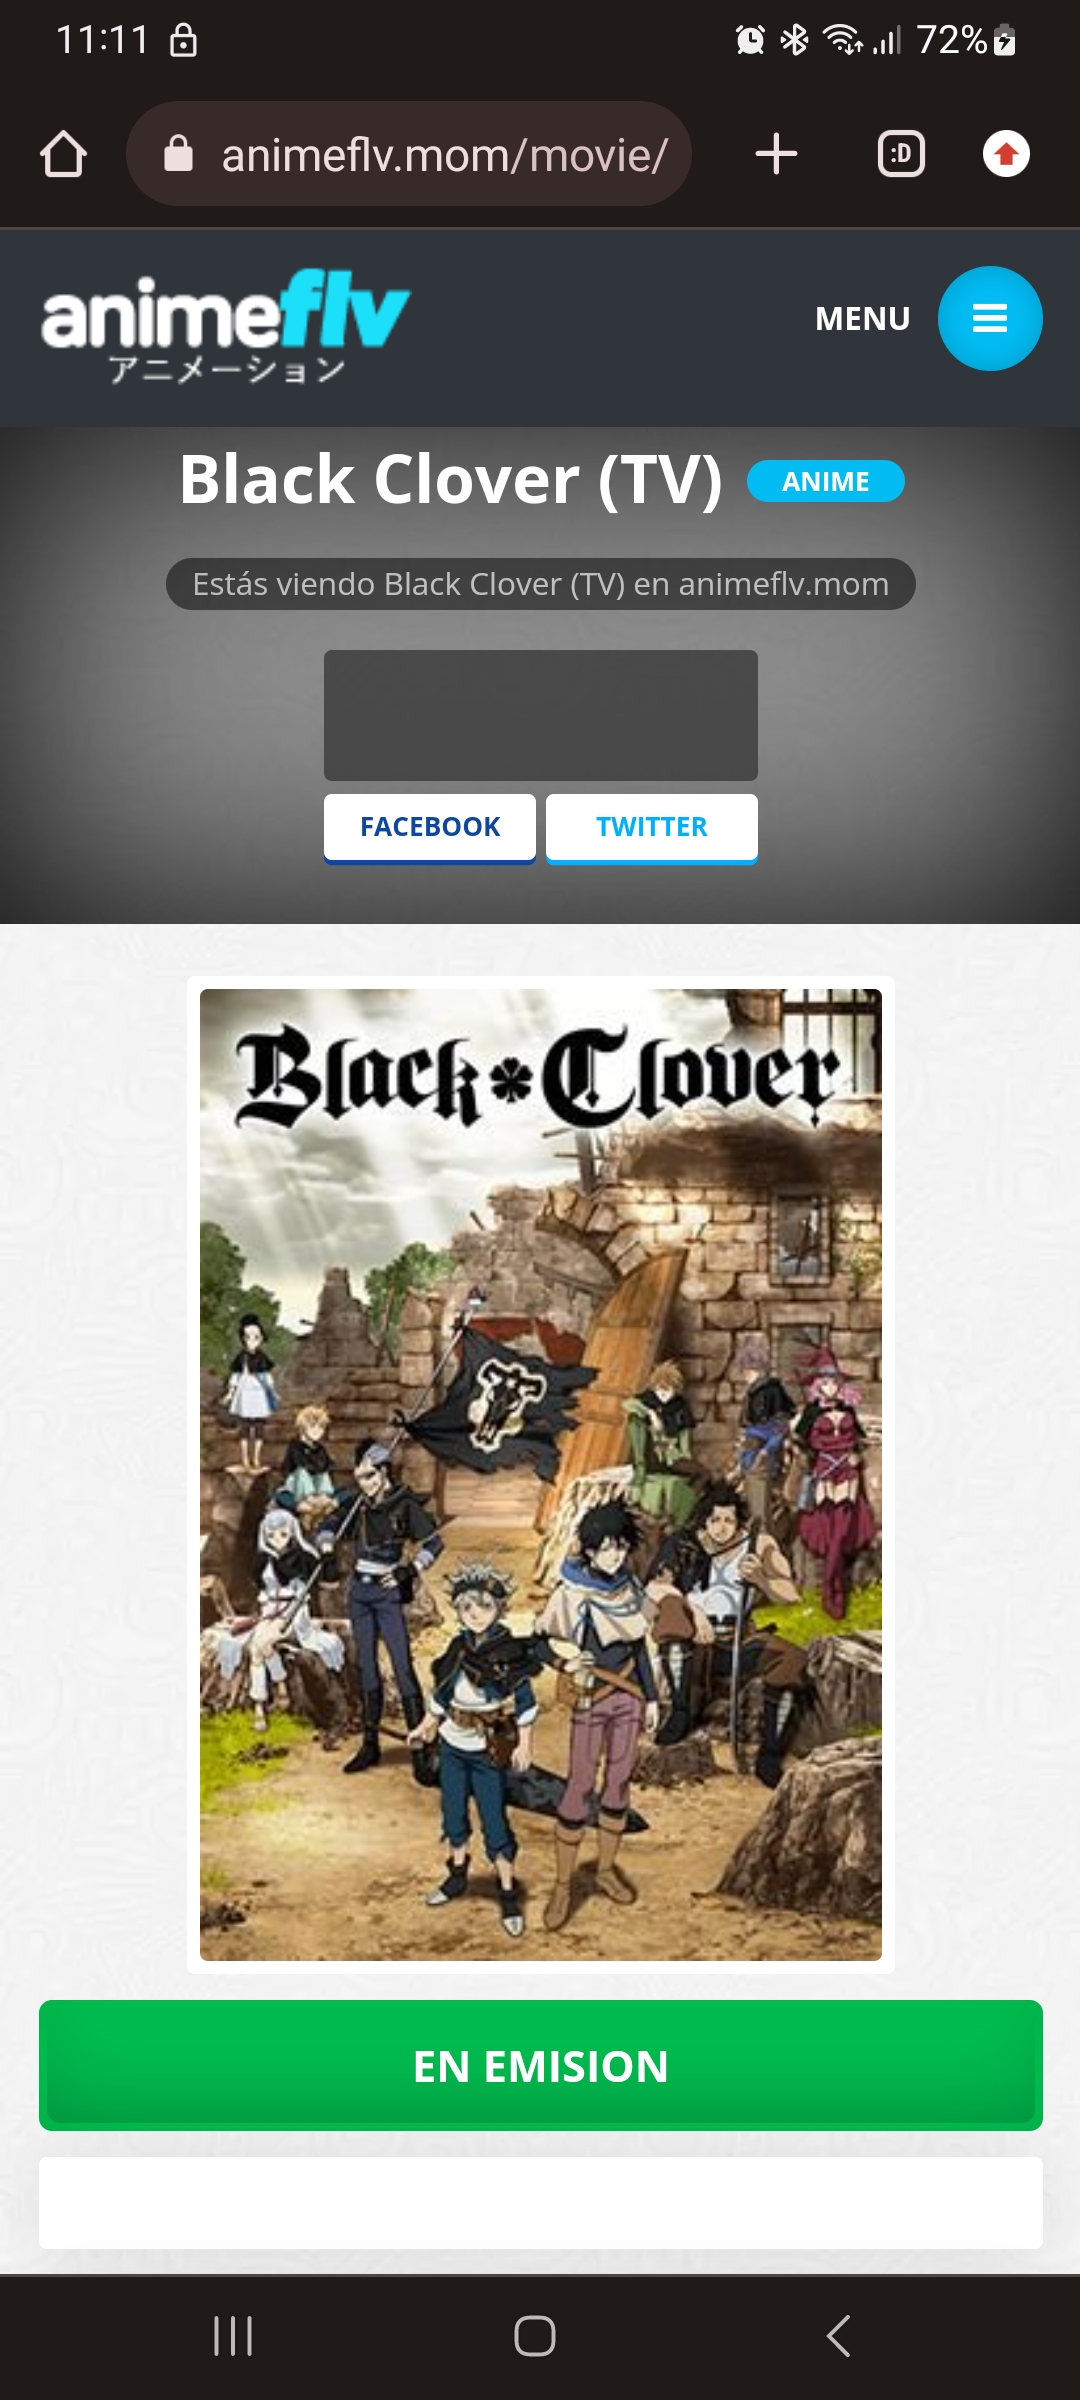 11:11
72%
animeflv.mom/movie/
:D
animeflv
アニメーション
MENU
Black Clover (TV)
ANIME
Estás viendo Black Clover (TV) en animeflv.mom
FACEBOOK
TWITTER
Black Clover
EN EMISION